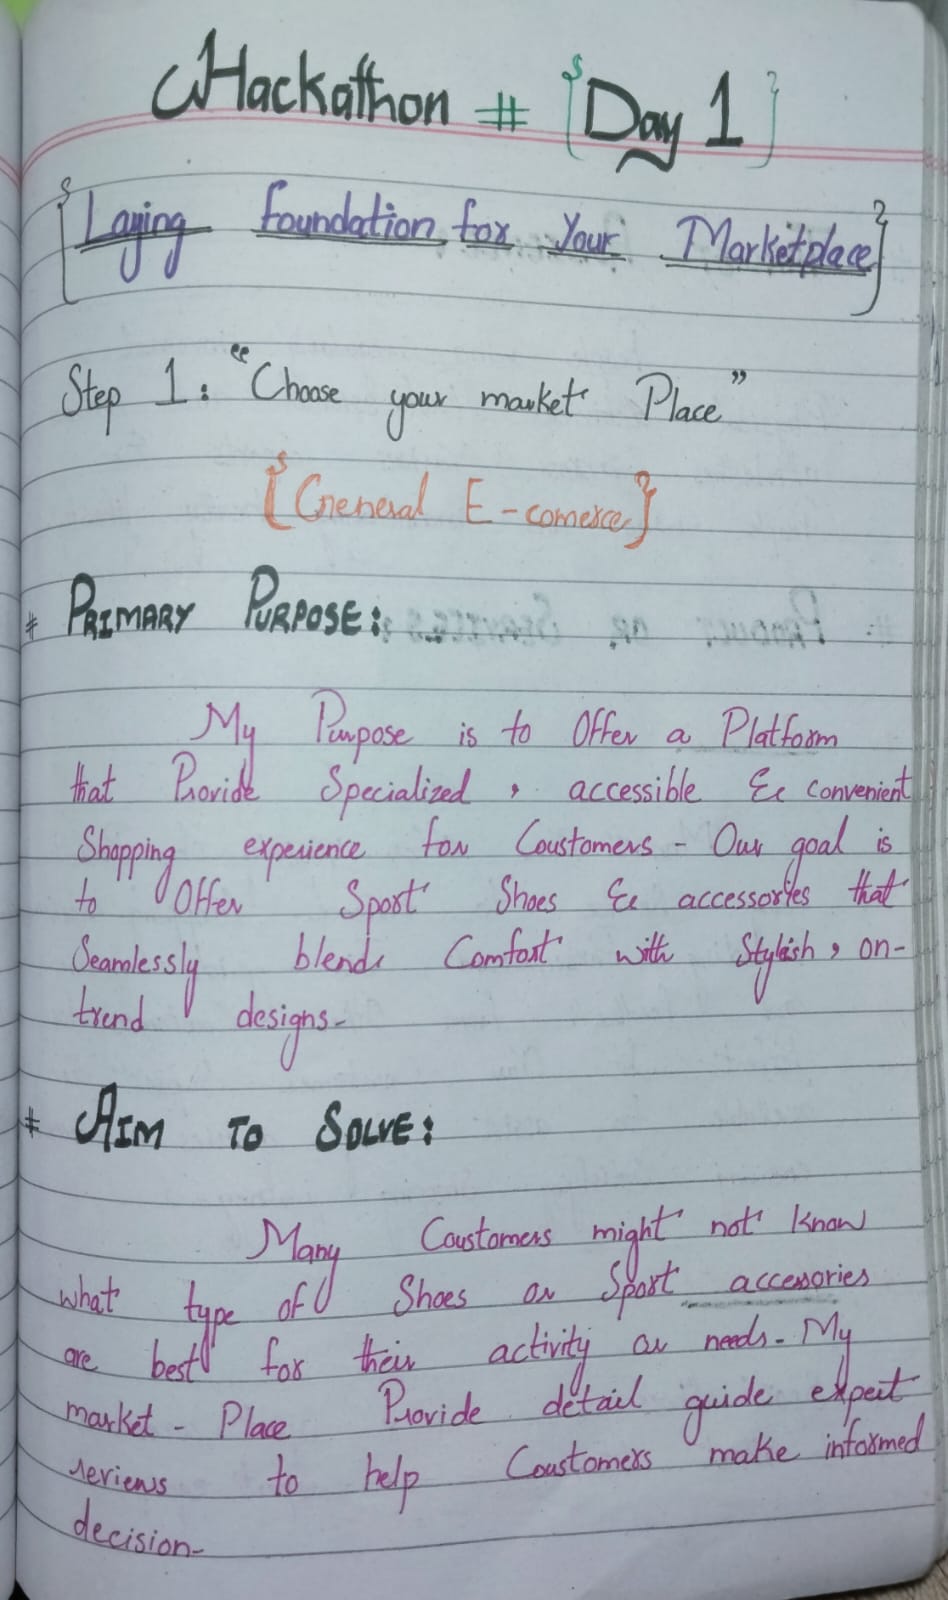 Hackathon # {Day 1}
{Laying Foundation for Your Marketplace}
Step 1: "Choose your market Place"
{General E-comerce}
# PRIMARY PURPOSE:
My Purpose is to Offer a Platform
that Provide Specialized, accessible & convenient
Shopping experience for Coustomers - Our goal is
to Offer Sport Shoes & accessories that
Seamlessly blends Comfort with Stylish, on-
trend designs-
# AIM TO SOLVE:
Many Coustomers might not know
what type of Shoes or Sport accessories
are best for their activity or needs- My
market - Place Provide detail guide expert
reviews to help Coustomers make informed
decision-